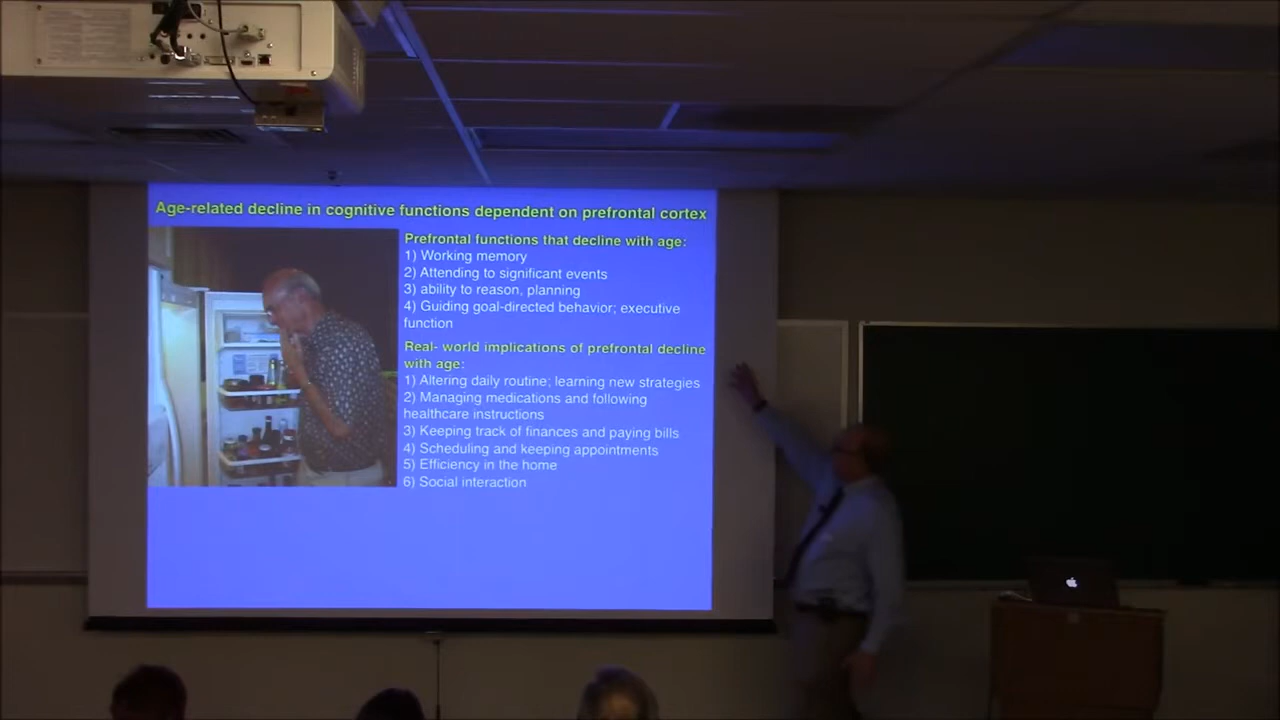 Age-related decline in cognitive functions dependent on prefrontal cortex
Prefrontal functions that decline with age:
1) Working memory
2) Attending to significant events
3) ability to reason, planning
4) Guiding goal-directed behavior; executive
function
Real- world implications of prefrontal decline
with age:
1) Altering daily routine; learning new strategies
2) Managing medications and following
healthcare instructions
3) Keeping track of finances and paying bills
4) Scheduling and keeping appointments
5) Efficiency in the home
6) Social interaction